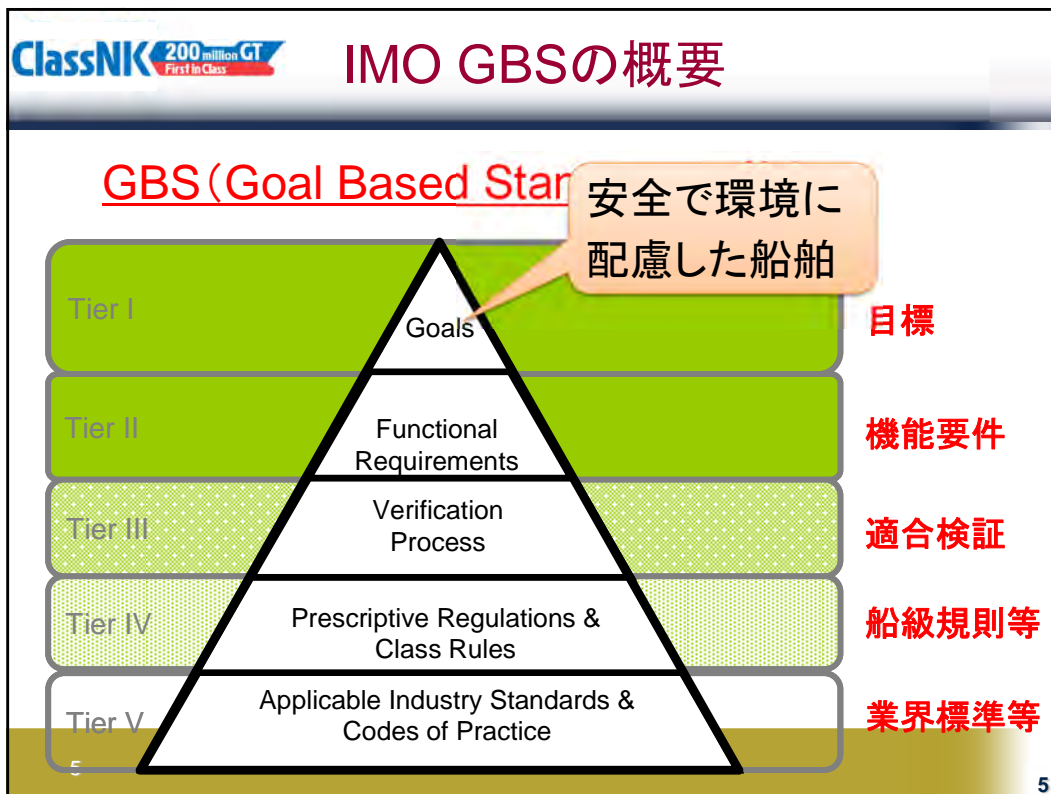 ClassNK 200 million GT
First in Class
IMO GBSの概要
GBS(Goal Based
安全で環境に
配慮した船舶
Tier I
Goals
目標
Tier II
Functional
Requirements
機能要件
Tier III
Verification
Process
適合検証
Tier IV
Prescriptive Regulations &
Class Rules
船級規則等
Tier V
Applicable Industry Standards &
Codes of Practice
業界標準等
5
5